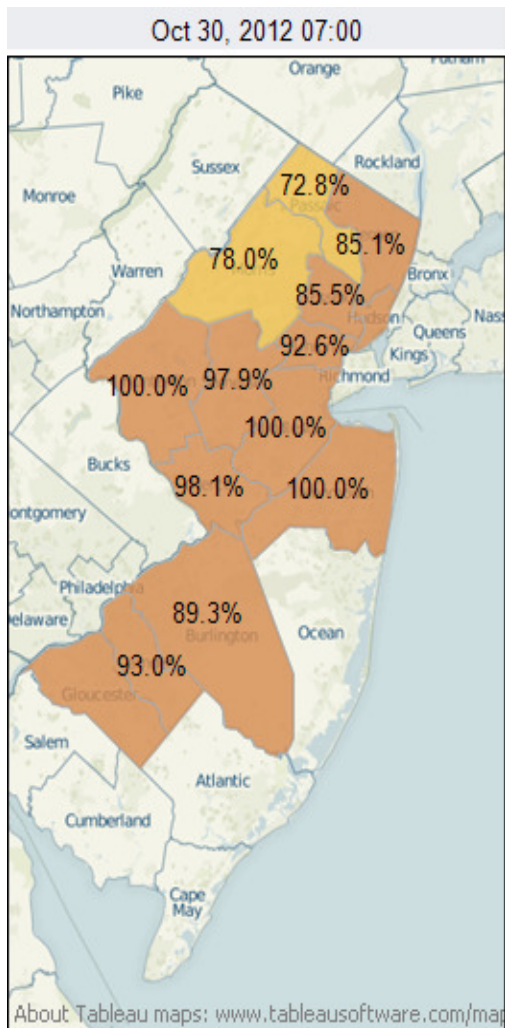 Oct 30, 2012 07:00
Orange
Putnam
Pike
Sussex
Rockland
72.8%
Passaic
Monroe
85.1%
78.0%
Morris
Warren
Bronx
85.5%
Northampton
Hudson
Nass
Queens
92.6%
Kings
Richmond
97.9%
100.0%
100.0%
Bucks
98.1%
100.0%
ontgomery
Philadelphia
89.3%
elaware
Ocean
Burlington
93.0%
Gloucester
Salem
Atlantic
Cumberland
Cape
May
About Tableau maps: www.tableausoftware.com/map